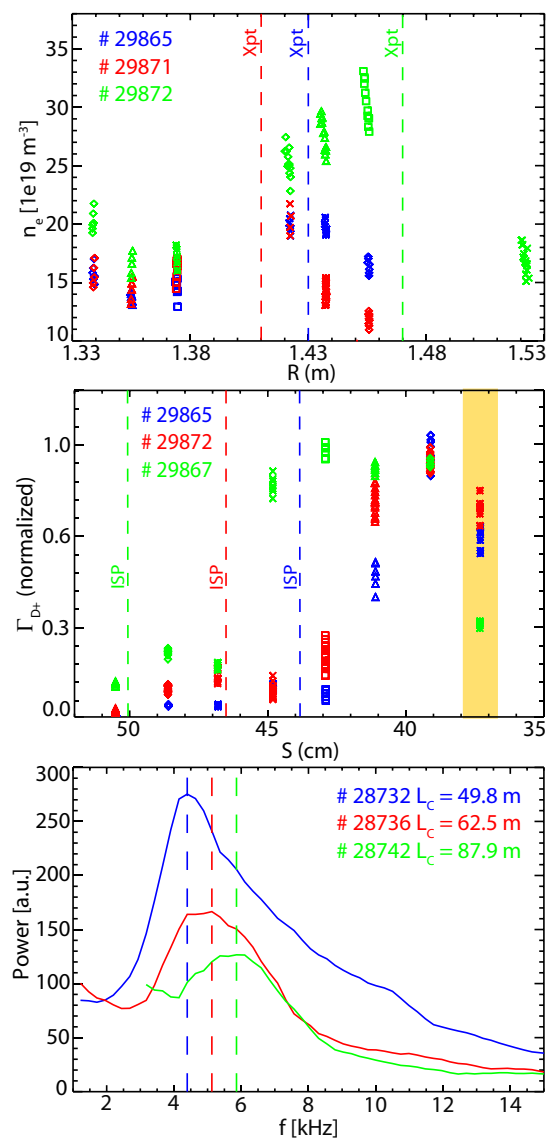 # 29865
# 29871
# 29872
Xpt
Xpt
Xpt
n_e [1e19 m⁻³]
35
30
25
20
15
10
1.33
1.38
1.43
1.48
1.53
R (m)
# 29865
# 29872
# 29867
ISP
ISP
ISP
Γ_D+ (normalized)
1.0
0.6
0.3
0.0
50
45
40
35
S (cm)
# 28732 L_C = 49.8 m
# 28736 L_C = 62.5 m
# 28742 L_C = 87.9 m
Power [a.u.]
300
250
200
150
100
50
0
2
4
6
8
10
12
14
f [kHz]